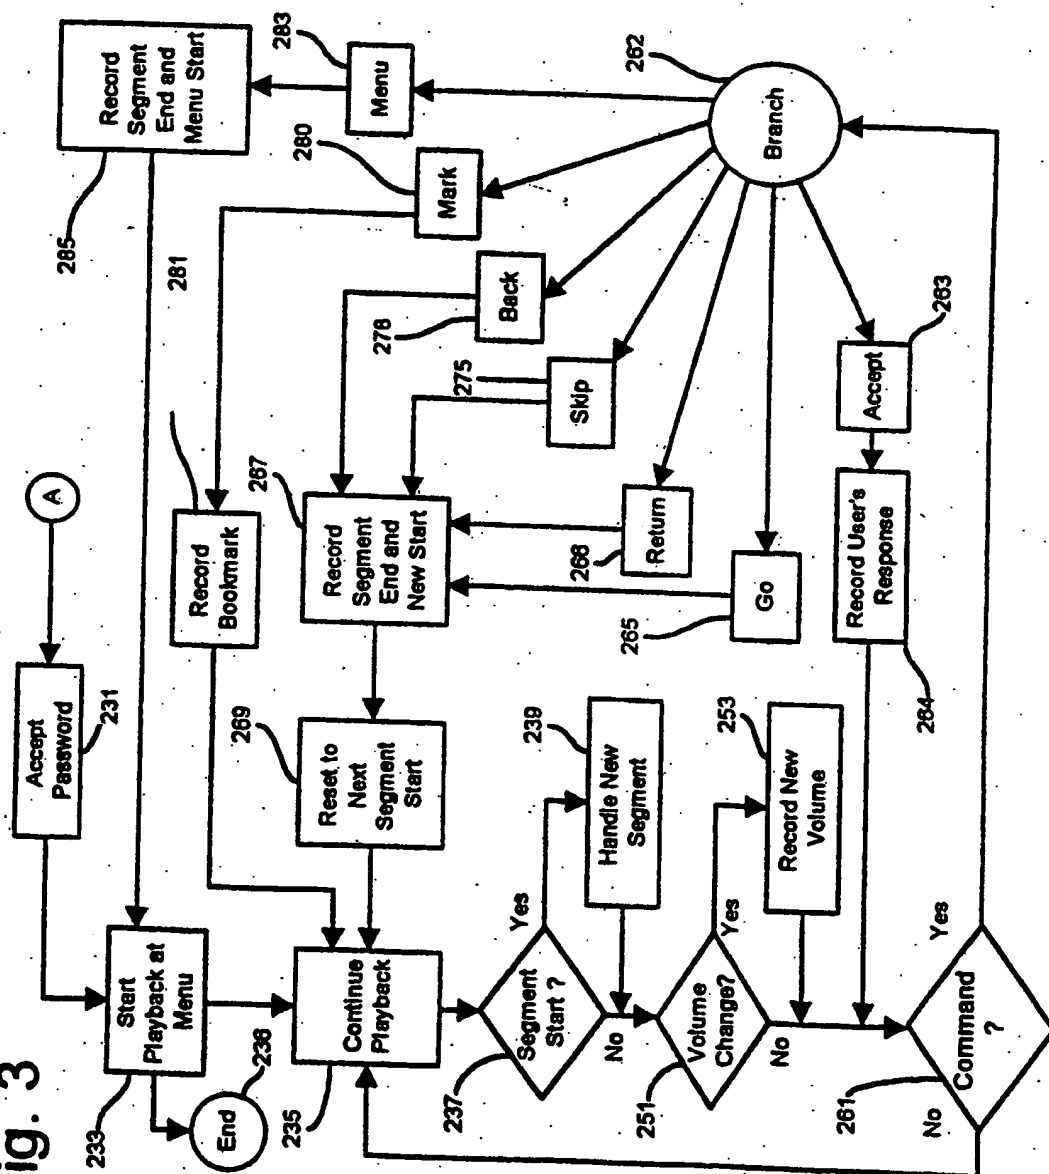 ig. 3
A
Accept
Password
231
Start
Playback at
Menu
233
End
236
Continue
Playback
235
Record
Bookmark
281
Record
Segment
End and
Menu Start
285
Menu
283
Mark
280
Back
278
Skip
275
Return
268
Go
265
Accept
263
Record User's
Response
264
Branch
262
Record
Segment
End and
New Start
267
Reset to
Next
Segment
Start
269
Segment
Start ?
237
Yes
No
Handle New
Segment
239
Volume
Change?
251
Yes
No
Record New
Volume
253
Command
?
261
Yes
No